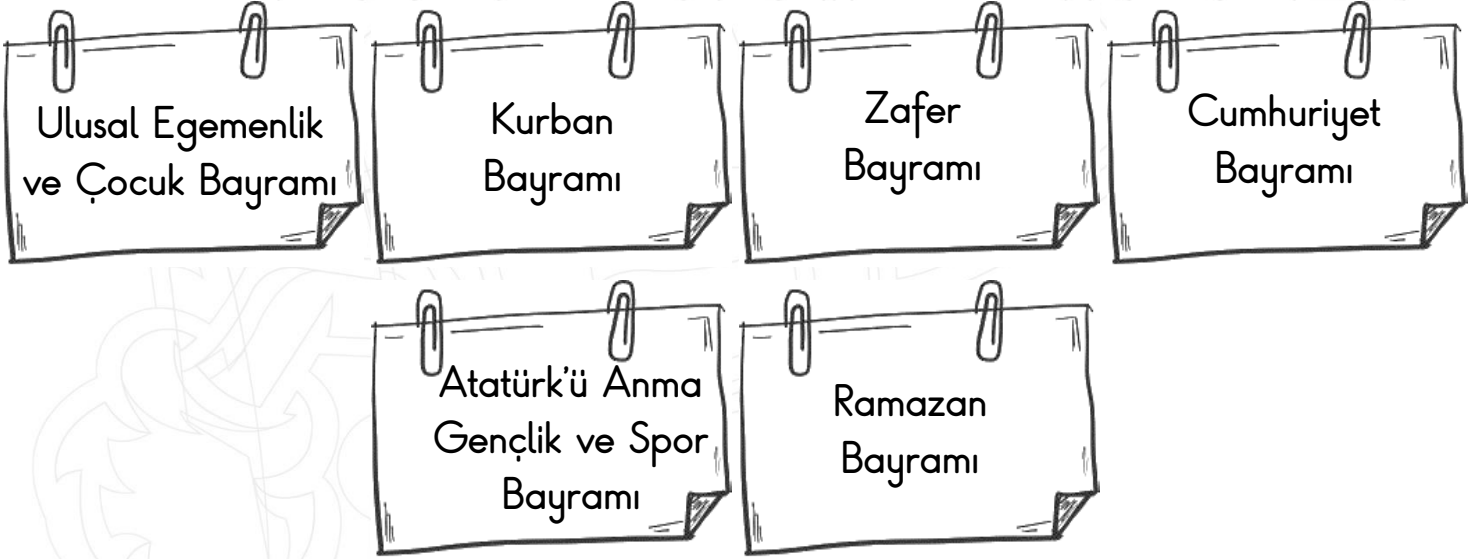 Ulusal Egemenlik
ve Çocuk Bayramı
Kurban
Bayramı
Zafer
Bayramı
Cumhuriyet
Bayramı
Atatürk'ü Anma
Gençlik ve Spor
Bayramı
Ramazan
Bayramı